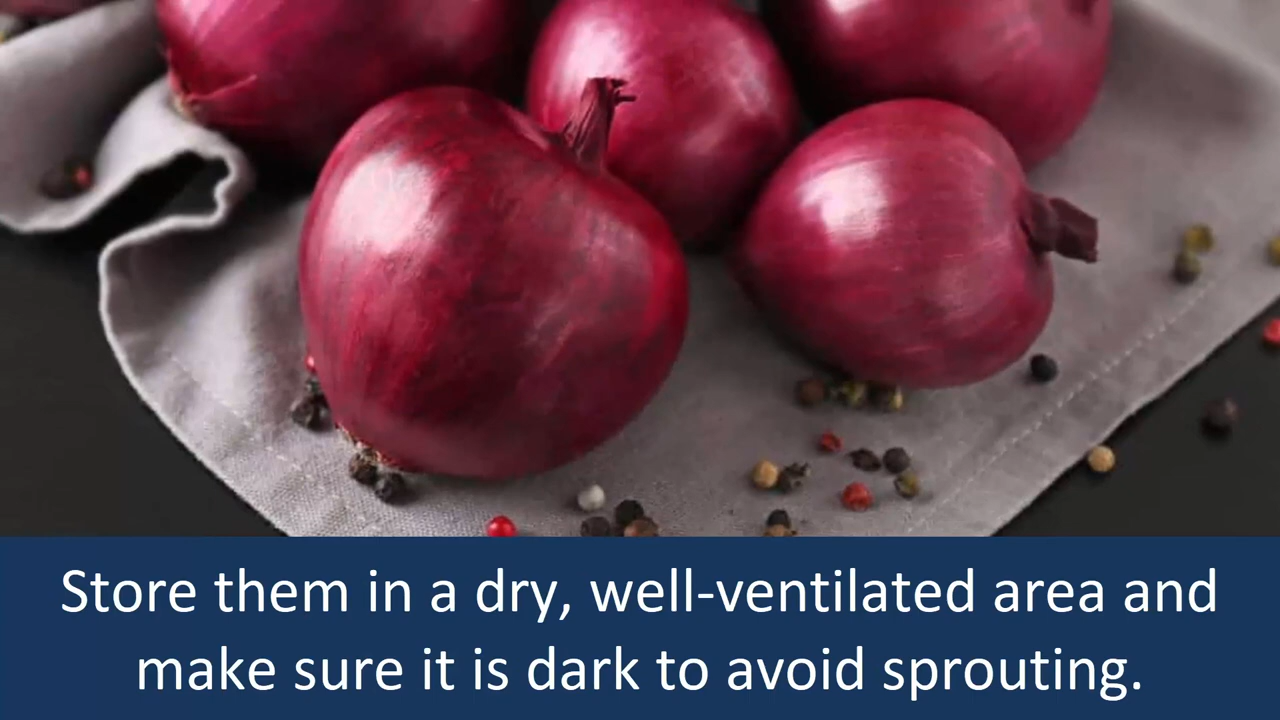 Store them in a dry, well-ventilated area and
make sure it is dark to avoid sprouting.